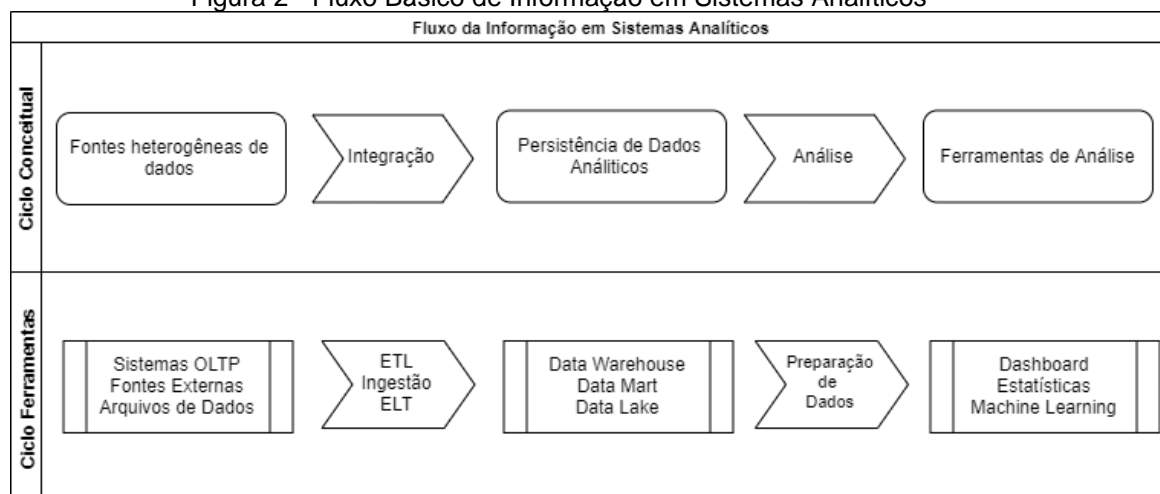 Figura 2 - Fluxo Básico de Informação em Sistemas Analíticos
Fluxo da Informação em Sistemas Analíticos
Ciclo Conceitual
Fontes heterogêneas de
dados
Integração
Persistência de Dados
Análiticos
Análise
Ferramentas de Análise
Ciclo Ferramentas
Sistemas OLTP
Fontes Externas
Arquivos de Dados
ETL
Ingestão
ELT
Data Warehouse
Data Mart
Data Lake
Preparação
de
Dados
Dashboard
Estatísticas
Machine Learning